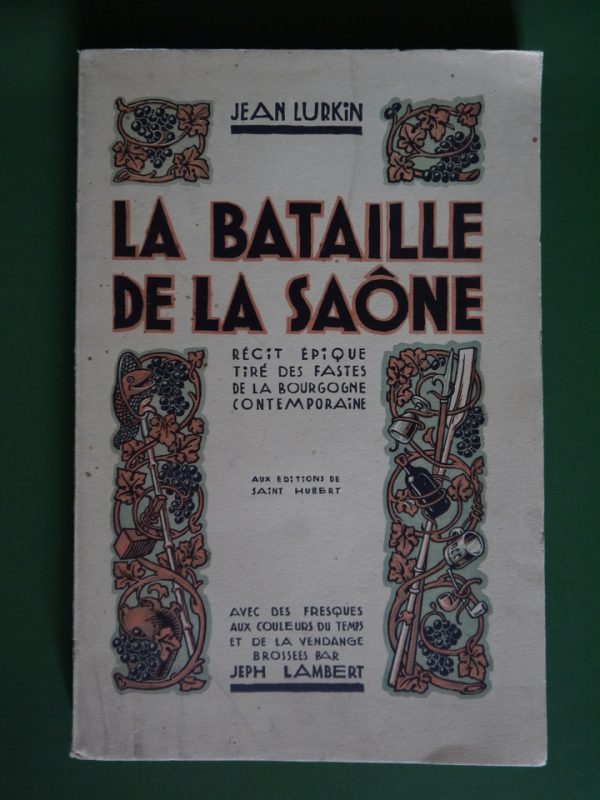 JEAN LURKiN
LA BATAILLE
DE LA SAÔNE
RÉCiT ÉPiQUE
TiRÉ DES FASTES
DE LA BOURGOGNE
CONTEMPORAiNE
AUX EDITIONS DE
SAINT HUBERT
AVEC DES FRESQUES
AUX COULEURS DU TEMPS
ET DE LA VENDANGE
BROSSEES PAR
JEPH LAMBERT